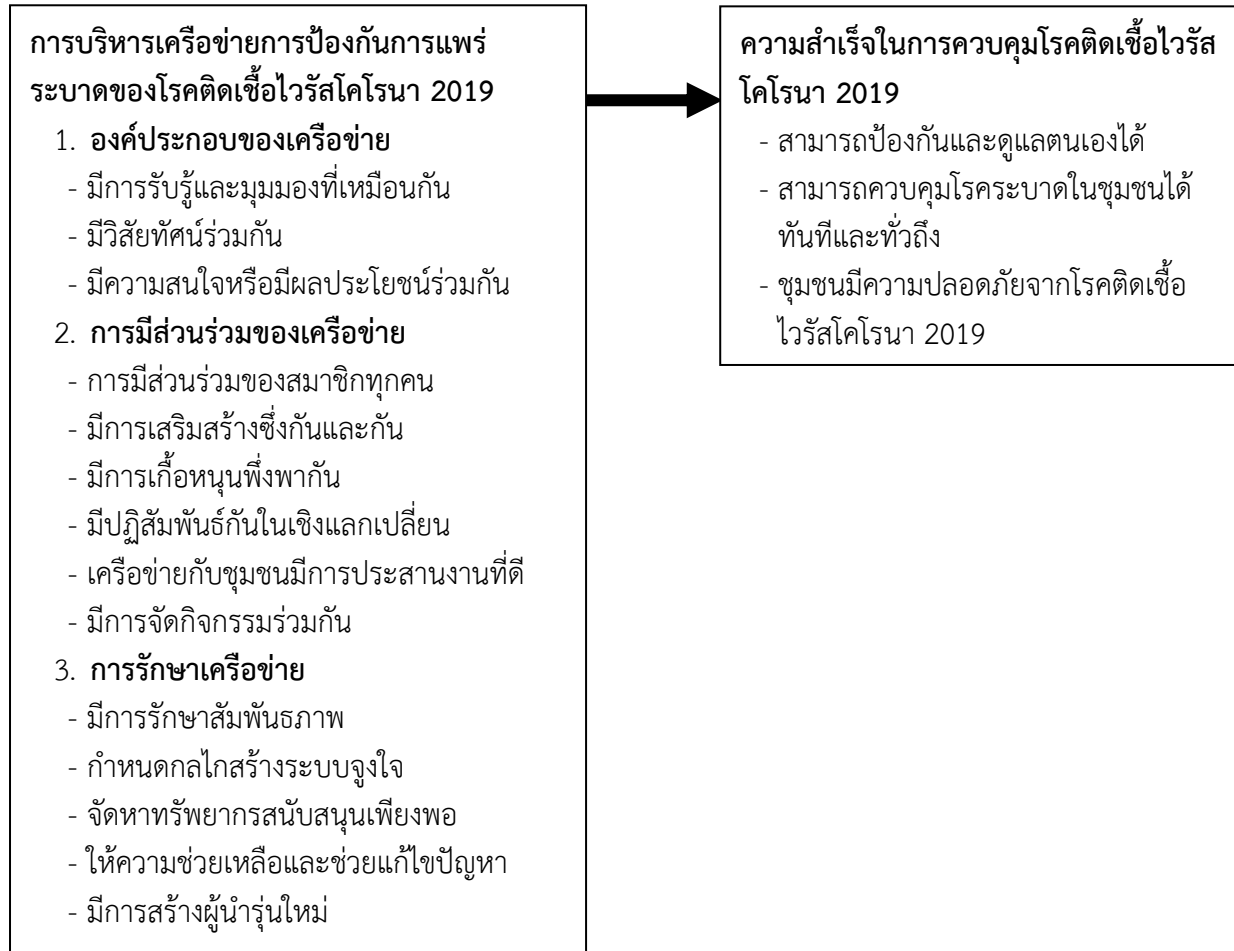 การบริหารเครือข่ายการป้องกันการแพร่
ระบาดของโรคติดเชื้อไวรัสโคโรนา 2019
1. องค์ประกอบของเครือข่าย
- มีการรับรู้และมุมมองที่เหมือนกัน
- มีวิสัยทัศน์ร่วมกัน
- มีความสนใจหรือมีผลประโยชน์ร่วมกัน
2. การมีส่วนร่วมของเครือข่าย
- การมีส่วนร่วมของสมาชิกทุกคน
- มีการเสริมสร้างซึ่งกันและกัน
- มีการเกื้อหนุนพึ่งพากัน
- มีปฏิสัมพันธ์กันในเชิงแลกเปลี่ยน
- เครือข่ายกับชุมชนมีการประสานงานที่ดี
- มีการจัดกิจกรรมร่วมกัน
3. การรักษาเครือข่าย
- มีการรักษาสัมพันธภาพ
- กำหนดกลไกสร้างระบบจูงใจ
- จัดหาทรัพยากรสนับสนุนเพียงพอ
- ให้ความช่วยเหลือและช่วยแก้ไขปัญหา
- มีการสร้างผู้นำรุ่นใหม่
ความสำเร็จในการควบคุมโรคติดเชื้อไวรัส
โคโรนา 2019
- สามารถป้องกันและดูแลตนเองได้
- สามารถควบคุมโรคระบาดในชุมชนได้
ทันทีและทั่วถึง
- ชุมชนมีความปลอดภัยจากโรคติดเชื้อ
ไวรัสโคโรนา 2019